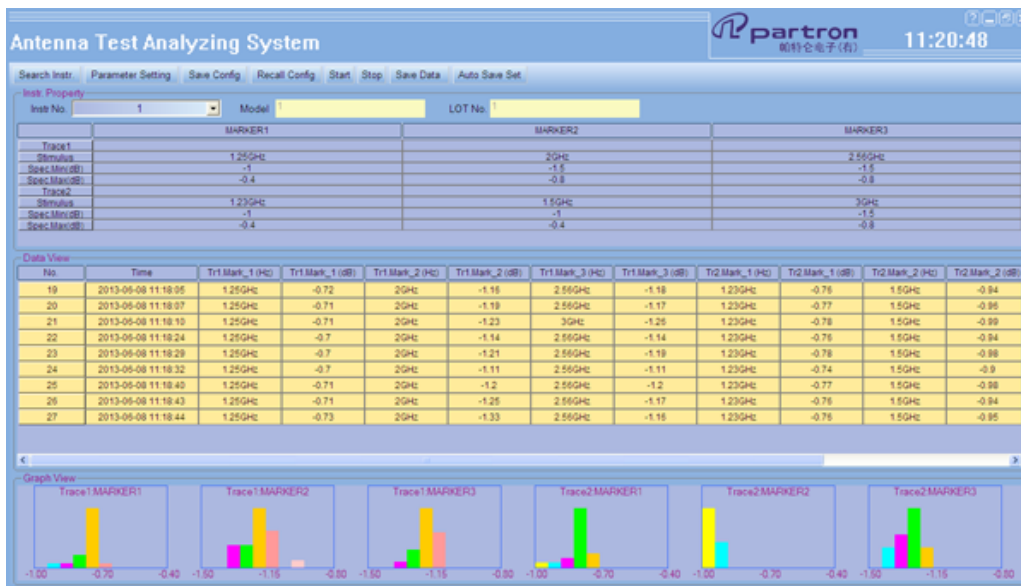 Antenna Test Analyzing System
partron
帕特仑电子(有)
11:20:48
Search Instr. Parameter Setting Save Config Recall Config Start Stop Save Data Auto Save Set
Instr. Property
Instr No. 1 Model 1 LOT No. 1
MARKER1 MARKER2 MARKER3
Trace1
Stimulus 1.25GHz 2GHz 2.56GHz
Spec.Min(dB) -1 -1.5 -1.5
Spec.Max(dB) -0.4 -0.8 -0.8
Trace2
Stimulus 1.23GHz 1.5GHz 3GHz
Spec.Min(dB) -1 -1 -1.5
Spec.Max(dB) -0.4 -0.4 -0.8
Data View
No. Time Tr1.Mark_1 (Hz) Tr1.Mark_1 (dB) Tr1.Mark_2 (Hz) Tr1.Mark_2 (dB) Tr1.Mark_3 (Hz) Tr1.Mark_3 (dB) Tr2.Mark_1 (Hz) Tr2.Mark_1 (dB) Tr2.Mark_2 (Hz) Tr2.Mark_2 (dB)
19 2013-06-08 11:18:05 1.25GHz -0.72 2GHz -1.16 2.56GHz -1.18 1.23GHz -0.76 1.5GHz -0.94
20 2013-06-08 11:18:07 1.25GHz -0.71 2GHz -1.19 2.56GHz -1.17 1.23GHz -0.77 1.5GHz -0.96
21 2013-06-08 11:18:10 1.25GHz -0.71 2GHz -1.23 3GHz -1.26 1.23GHz -0.78 1.5GHz -0.99
22 2013-06-08 11:18:24 1.25GHz -0.7 2GHz -1.14 2.56GHz -1.14 1.23GHz -0.76 1.5GHz -0.94
23 2013-06-08 11:18:29 1.25GHz -0.7 2GHz -1.21 2.56GHz -1.19 1.23GHz -0.78 1.5GHz -0.98
24 2013-06-08 11:18:32 1.25GHz -0.7 2GHz -1.11 2.56GHz -1.11 1.23GHz -0.74 1.5GHz -0.9
25 2013-06-08 11:18:40 1.25GHz -0.71 2GHz -1.2 2.56GHz -1.2 1.23GHz -0.77 1.5GHz -0.98
26 2013-06-08 11:18:43 1.25GHz -0.71 2GHz -1.25 2.56GHz -1.17 1.23GHz -0.76 1.5GHz -0.94
27 2013-06-08 11:18:44 1.25GHz -0.73 2GHz -1.33 2.56GHz -1.16 1.23GHz -0.76 1.5GHz -0.95
Graph View
Trace1:MARKER1 Trace1:MARKER2 Trace1:MARKER3 Trace2:MARKER1 Trace2:MARKER2 Trace2:MARKER3
-1.00 -0.70 -0.40 -1.50 -1.15 -0.80 -1.50 -1.15 -0.80 -1.00 -0.70 -0.40 -1.00 -0.70 -0.40 -1.50 -1.15 -0.80